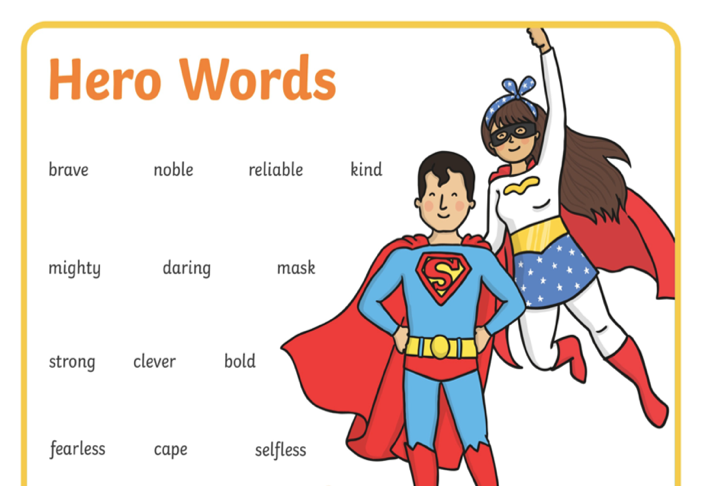 Hero Words
brave noble reliable kind
mighty daring mask
strong clever bold
fearless cape selfless
S